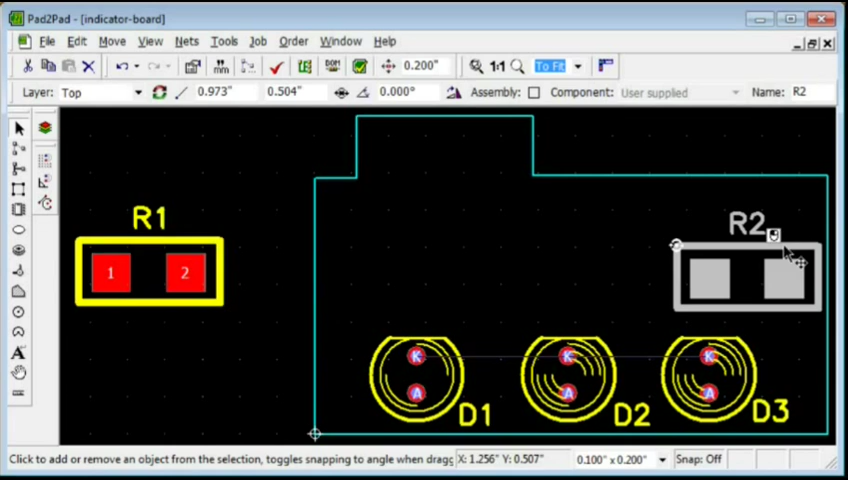 Pad2Pad - [indicator-board]
File Edit Move View Nets Tools Job Order Window Help
mm DOM 0.200" 1:1 To Fit
Layer: Top 0.973" 0.504" 0.000° Assembly: Component: User supplied Name: R2
R1
R2
1 2
K K K
A A A
D1 D2 D3
Click to add or remove an object from the selection, toggles snapping to angle when dragg X: 1.256" Y: 0.507" 0.100" x 0.200" Snap: Off